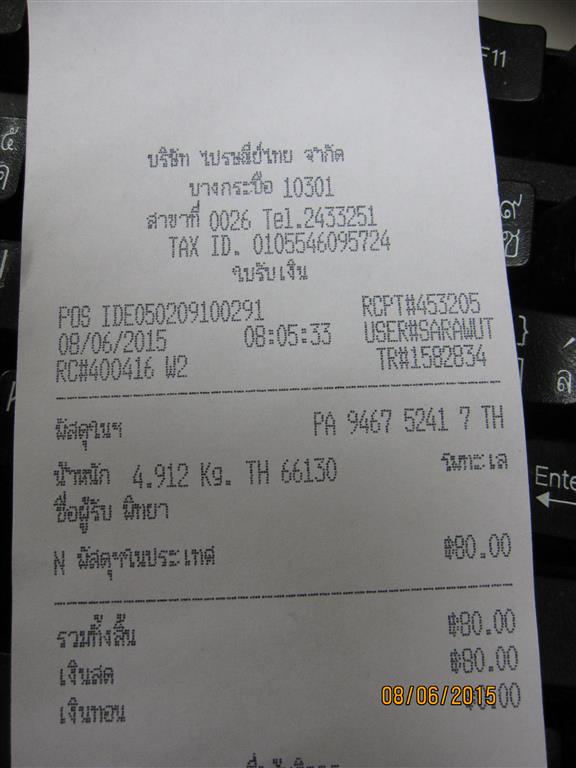 บริษัท ไปรษณีย์ไทย จำกัด
บางกระบือ 10301
สาขาที่ 0026 Tel.2433251
TAX ID. 0105546095724
ใบรับเงิน
POS IDE050209100291 RCPT#453205
08/06/2015 08:05:33 USER#SARAWUT
RC#400416 W2 TR#1582834
พัสดุในฯ PA 9467 5241 7 TH
น้ำหนัก 4.912 Kg. TH 66130 ริมทะเล
ชื่อผู้รับ พิทยา
N พัสดุฯในประเทศ ฿80.00
รวมทั้งสิ้น ฿80.00
เงินสด ฿80.00
เงินทอน ฿0.00
08/06/2015
F11
Ente